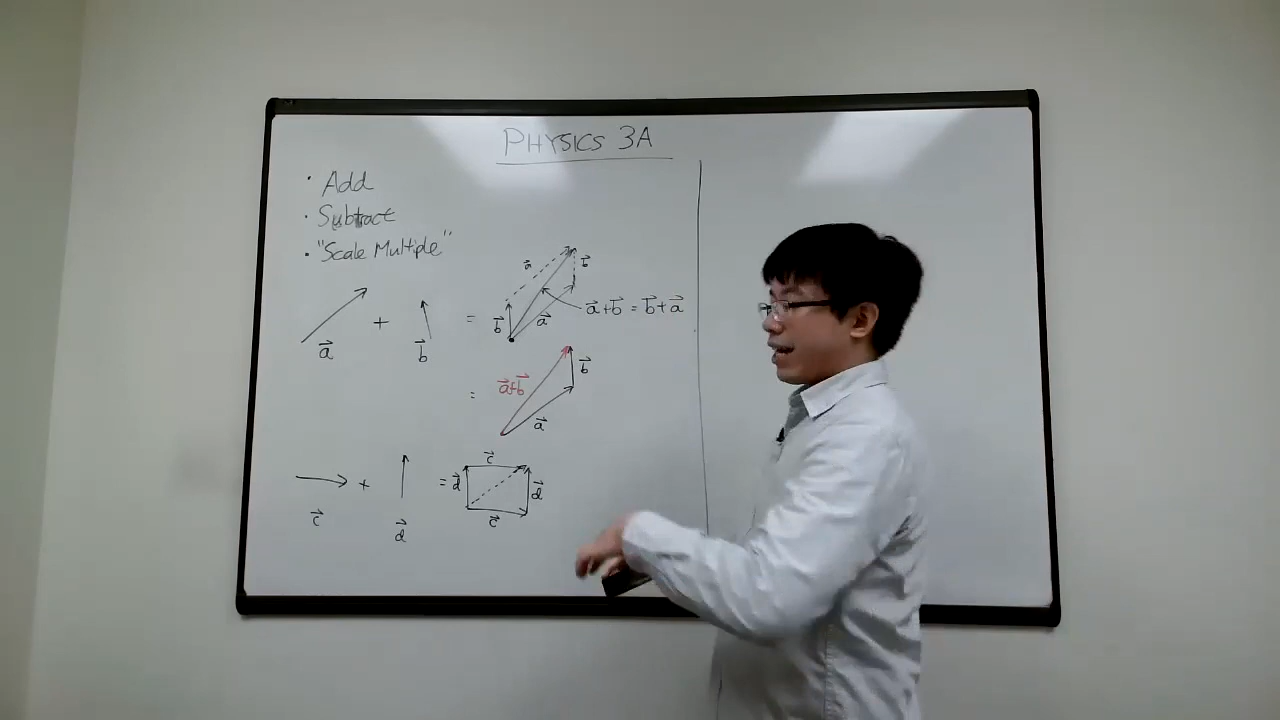 PHYSICS 3A
· Add
· Subtract
· "Scale Multiple"
a⃗ + b⃗ = b⃗ a⃗ a⃗ b⃗ a⃗+b⃗ = b⃗+a⃗
= a⃗+b⃗ a⃗ b⃗
c⃗ + d⃗ = d⃗ c⃗ c⃗ d⃗